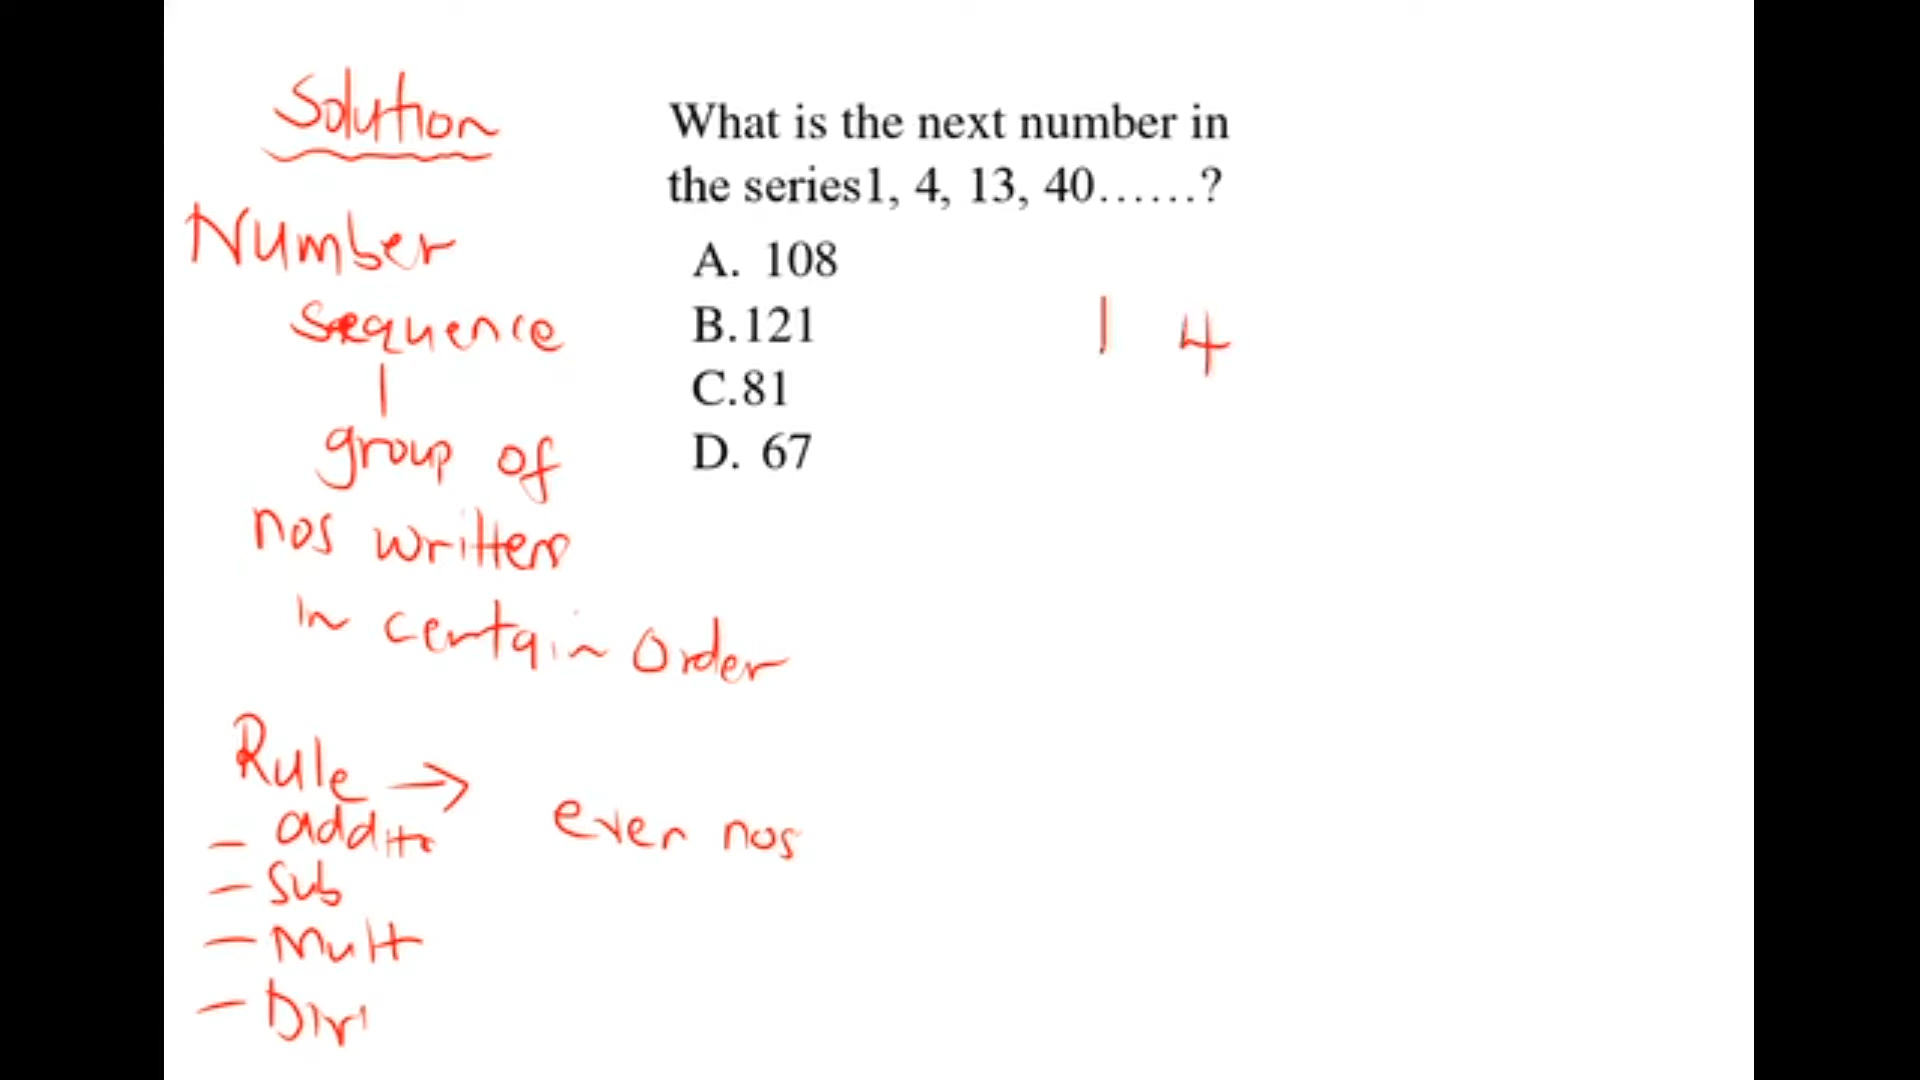 Solution
Number
sequence
group of
nos written
in certain order
Rule →
- addit
- Sub
- Mult
- Div
even nos
What is the next number in
the series1, 4, 13, 40......?
A. 108
B.121
C.81
D. 67
1 4